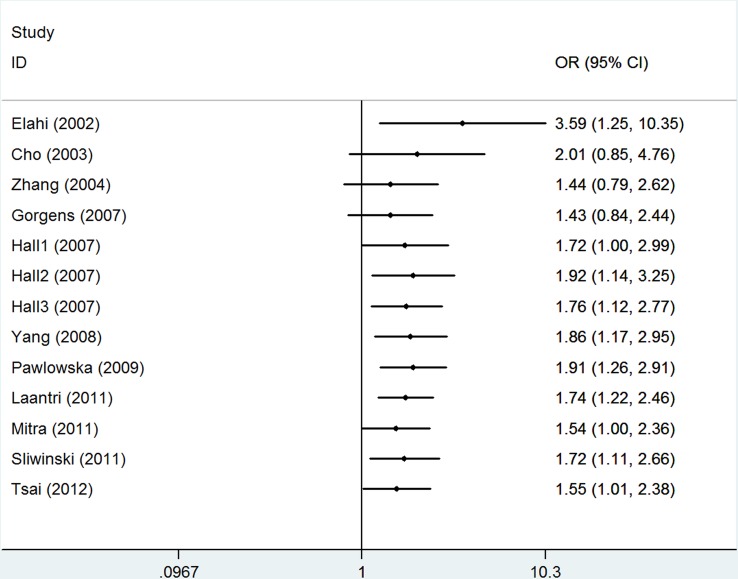 Study
ID OR (95% CI)
Elahi (2002) 3.59 (1.25, 10.35)
Cho (2003) 2.01 (0.85, 4.76)
Zhang (2004) 1.44 (0.79, 2.62)
Gorgens (2007) 1.43 (0.84, 2.44)
Hall1 (2007) 1.72 (1.00, 2.99)
Hall2 (2007) 1.92 (1.14, 3.25)
Hall3 (2007) 1.76 (1.12, 2.77)
Yang (2008) 1.86 (1.17, 2.95)
Pawlowska (2009) 1.91 (1.26, 2.91)
Laantri (2011) 1.74 (1.22, 2.46)
Mitra (2011) 1.54 (1.00, 2.36)
Sliwinski (2011) 1.72 (1.11, 2.66)
Tsai (2012) 1.55 (1.01, 2.38)
.0967 1 10.3